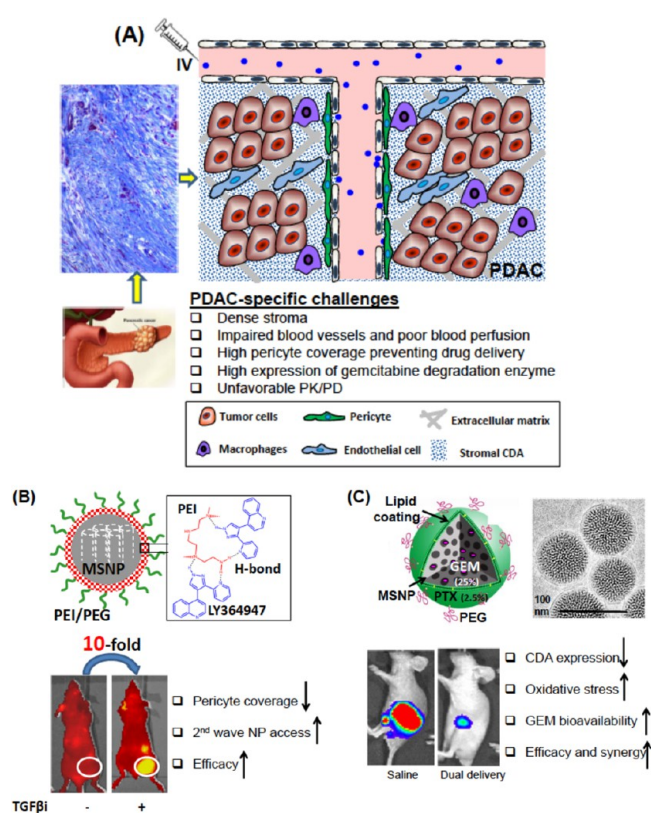 (A)
IV
PDAC
Pancreatic cancer
PDAC-specific challenges
Dense stroma
Impaired blood vessels and poor blood perfusion
High pericyte coverage preventing drug delivery
High expression of gemcitabine degradation enzyme
Unfavorable PK/PD
Tumor cells
Pericyte
Extracellular matrix
Macrophages
Endothelial cell
Stromal CDA
(B)
MSNP
PEI/PEG
PEI
H-bond
LY364947
10-fold
Pericyte coverage
2nd wave NP access
Efficacy
TGFβi - +
(C)
Lipid
coating
GEM
(25%)
MSNP
PTX (2.5%)
PEG
100
nm
Saline
Dual delivery
CDA expression
Oxidative stress
GEM bioavailability
Efficacy and synergy